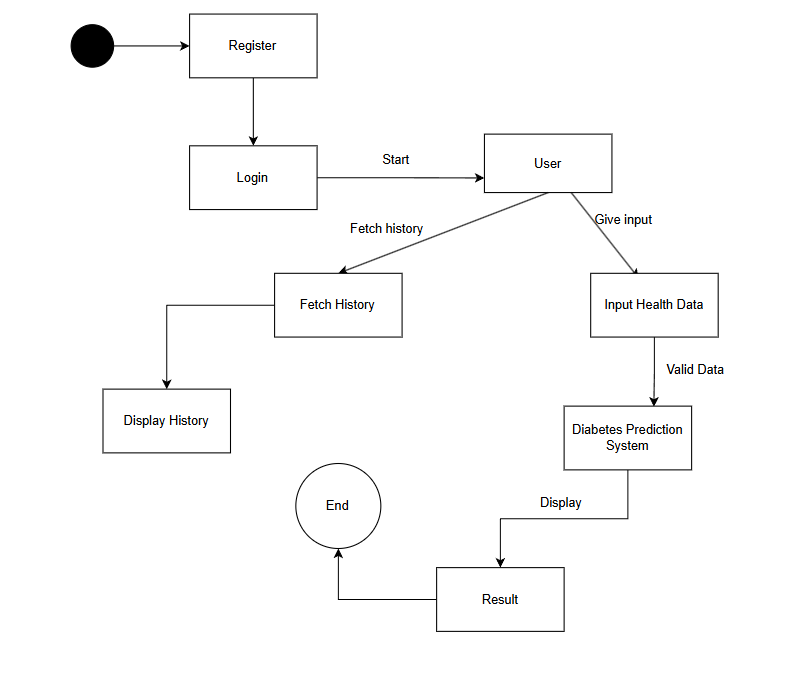 Register
Login
Start
User
Fetch history
Give input
Fetch History
Input Health Data
Valid Data
Display History
Diabetes Prediction
System
End
Display
Result